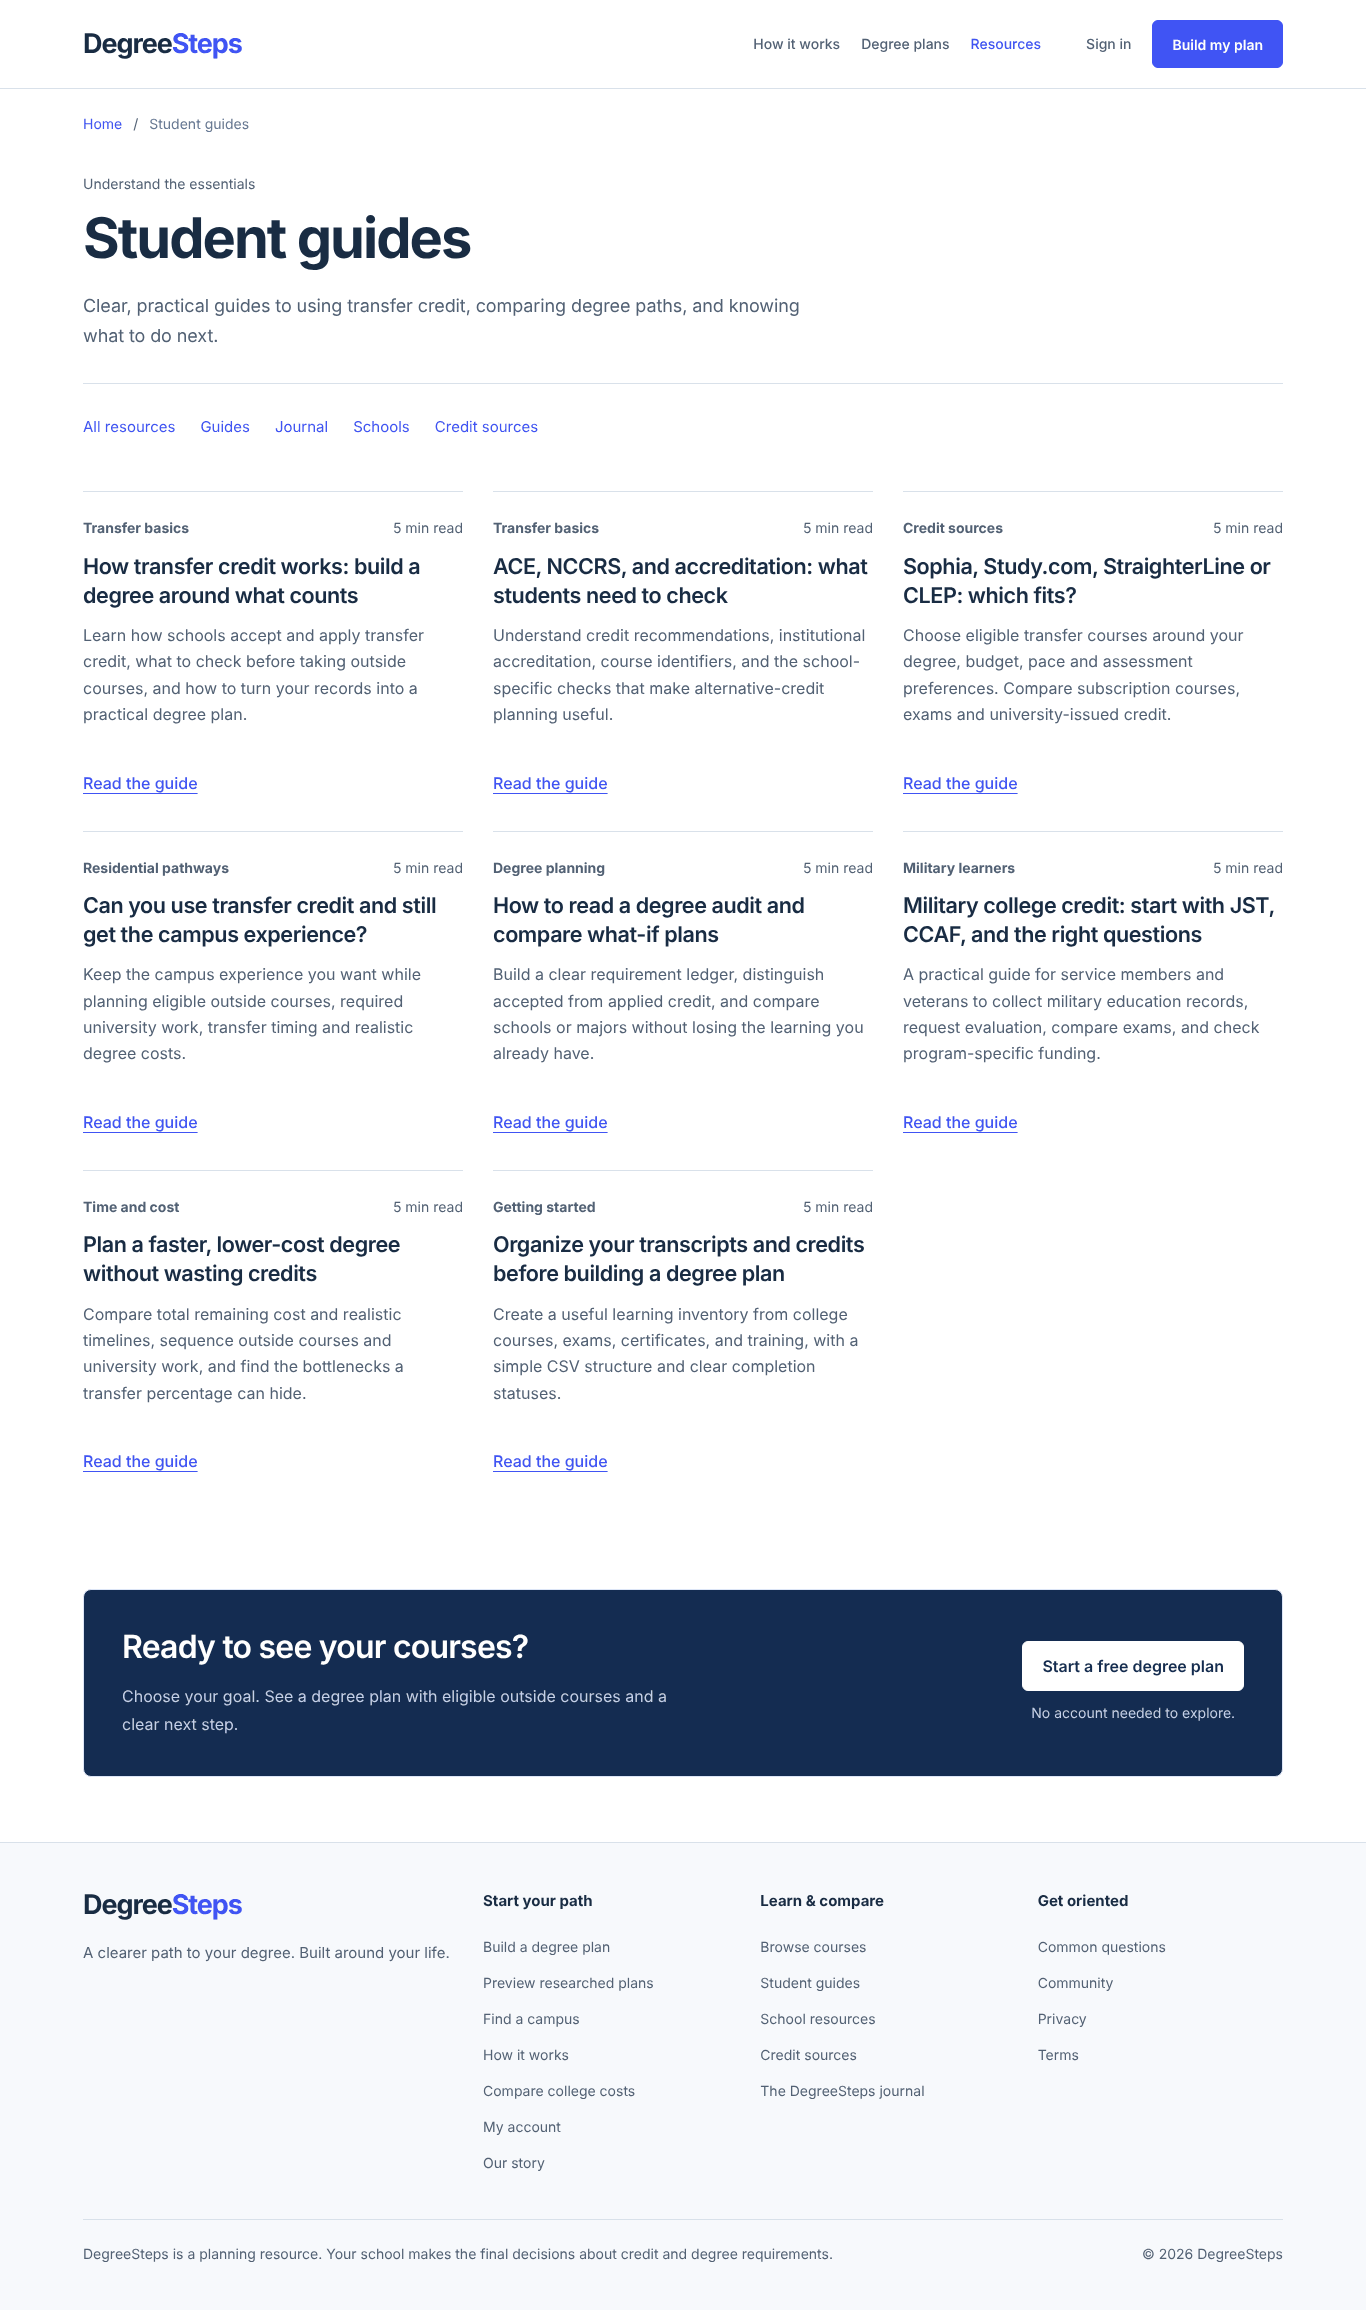 DegreeSteps
How it works
Degree plans
Resources
Sign in
Build my plan
Home / Student guides
Understand the essentials
Student guides
Clear, practical guides to using transfer credit, comparing degree paths, and knowing
what to do next.
All resources
Guides
Journal
Schools
Credit sources
Transfer basics
5 min read
How transfer credit works: build a
degree around what counts
Learn how schools accept and apply transfer
credit, what to check before taking outside
courses, and how to turn your records into a
practical degree plan.
Read the guide
Transfer basics
5 min read
ACE, NCCRS, and accreditation: what
students need to check
Understand credit recommendations, institutional
accreditation, course identifiers, and the school-
specific checks that make alternative-credit
planning useful.
Read the guide
Credit sources
5 min read
Sophia, Study.com, StraighterLine or
CLEP: which fits?
Choose eligible transfer courses around your
degree, budget, pace and assessment
preferences. Compare subscription courses,
exams and university-issued credit.
Read the guide
Residential pathways
5 min read
Can you use transfer credit and still
get the campus experience?
Keep the campus experience you want while
planning eligible outside courses, required
university work, transfer timing and realistic
degree costs.
Read the guide
Degree planning
5 min read
How to read a degree audit and
compare what-if plans
Build a clear requirement ledger, distinguish
accepted from applied credit, and compare
schools or majors without losing the learning you
already have.
Read the guide
Military learners
5 min read
Military college credit: start with JST,
CCAF, and the right questions
A practical guide for service members and
veterans to collect military education records,
request evaluation, compare exams, and check
program-specific funding.
Read the guide
Time and cost
5 min read
Plan a faster, lower-cost degree
without wasting credits
Compare total remaining cost and realistic
timelines, sequence outside courses and
university work, and find the bottlenecks a
transfer percentage can hide.
Read the guide
Getting started
5 min read
Organize your transcripts and credits
before building a degree plan
Create a useful learning inventory from college
courses, exams, certificates, and training, with a
simple CSV structure and clear completion
statuses.
Read the guide
Ready to see your courses?
Choose your goal. See a degree plan with eligible outside courses and a
clear next step.
Start a free degree plan
No account needed to explore.
DegreeSteps
A clearer path to your degree. Built around your life.
Start your path
Build a degree plan
Preview researched plans
Find a campus
How it works
Compare college costs
My account
Our story
Learn & compare
Browse courses
Student guides
School resources
Credit sources
The DegreeSteps journal
Get oriented
Common questions
Community
Privacy
Terms
DegreeSteps is a planning resource. Your school makes the final decisions about credit and degree requirements.
© 2026 DegreeSteps